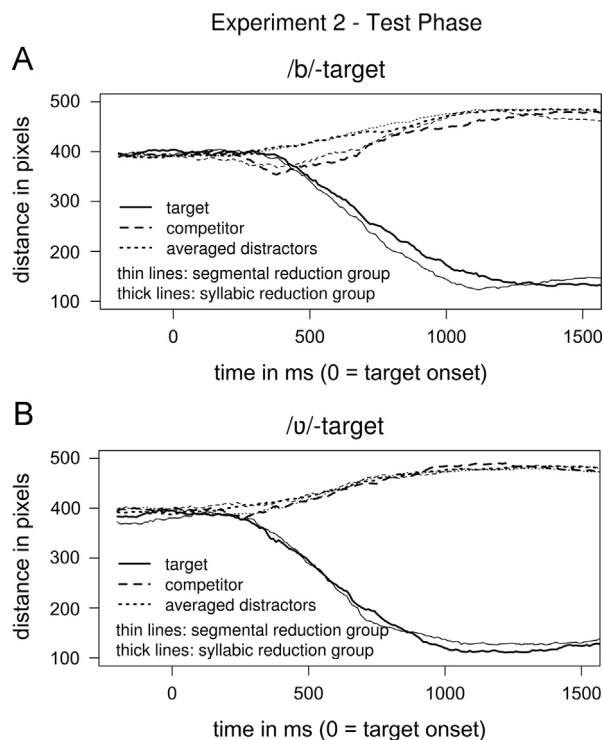 Experiment 2 - Test Phase
A
/b/-target
distance in pixels
500
400
300
200
100
target
competitor
averaged distractors
thin lines: segmental reduction group
thick lines: syllabic reduction group
0
500
1000
1500
time in ms (0 = target onset)
B
/ʋ/-target
distance in pixels
500
400
300
200
100
target
competitor
averaged distractors
thin lines: segmental reduction group
thick lines: syllabic reduction group
0
500
1000
1500
time in ms (0 = target onset)